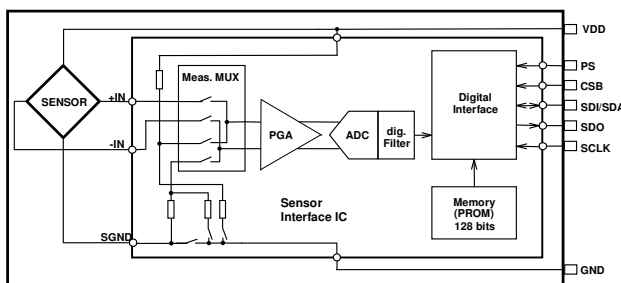 VDD
Meas. MUX
PS
CSB
SDI/SDA
SDO
SCLK
SENSOR
+IN
-IN
PGA
ADC
dig.
Filter
Digital
Interface
Sensor
Interface IC
Memory
(PROM)
128 bits
SGND
GND